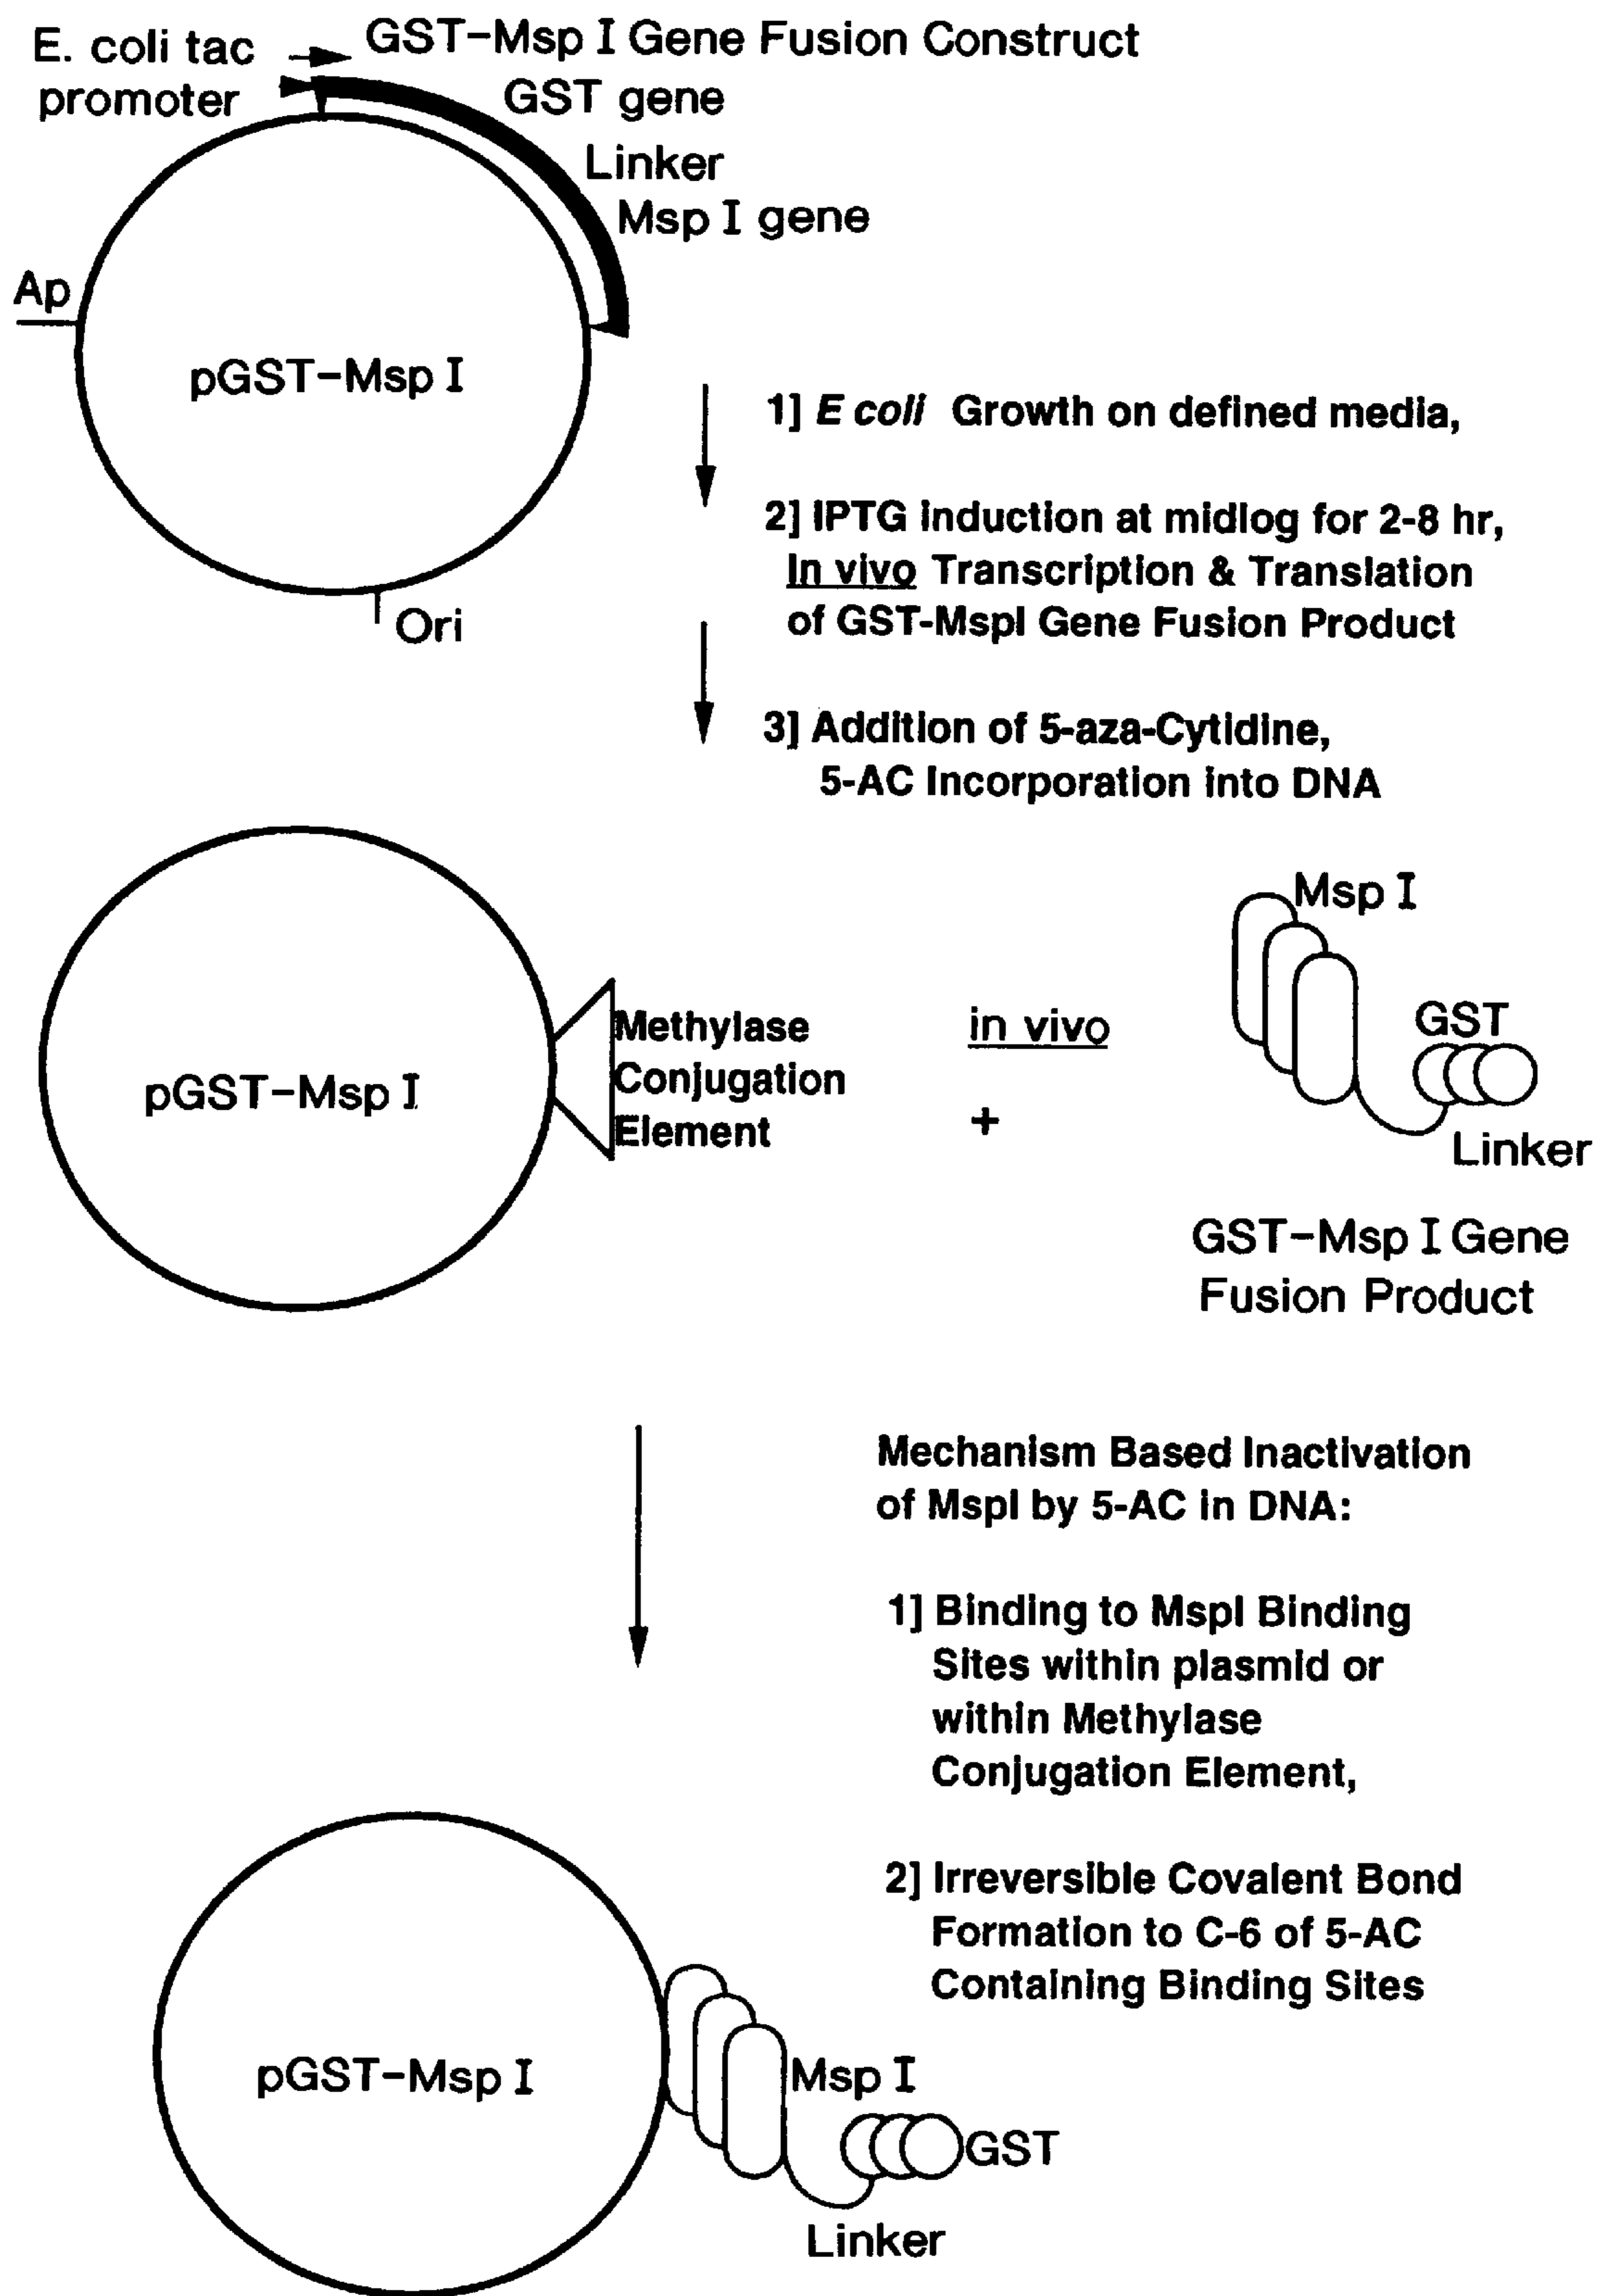 E. coli tac
promoter
GST-Msp I Gene Fusion Construct
GST gene
Linker
Msp I gene
Ap
pGST-Msp I
Ori
1] E coli Growth on defined media,
2] IPTG Induction at midlog for 2-8 hr,
In vivo Transcription & Translation
of GST-MspI Gene Fusion Product
3] Addition of 5-aza-Cytidine,
5-AC Incorporation into DNA
pGST-Msp I
Methylase
Conjugation
Element
in vivo
+
Msp I
GST
Linker
GST-Msp I Gene
Fusion Product
Mechanism Based Inactivation
of MspI by 5-AC in DNA:
1] Binding to MspI Binding
Sites within plasmid or
within Methylase
Conjugation Element,
2] Irreversible Covalent Bond
Formation to C-6 of 5-AC
Containing Binding Sites
pGST-Msp I
Msp I
GST
Linker